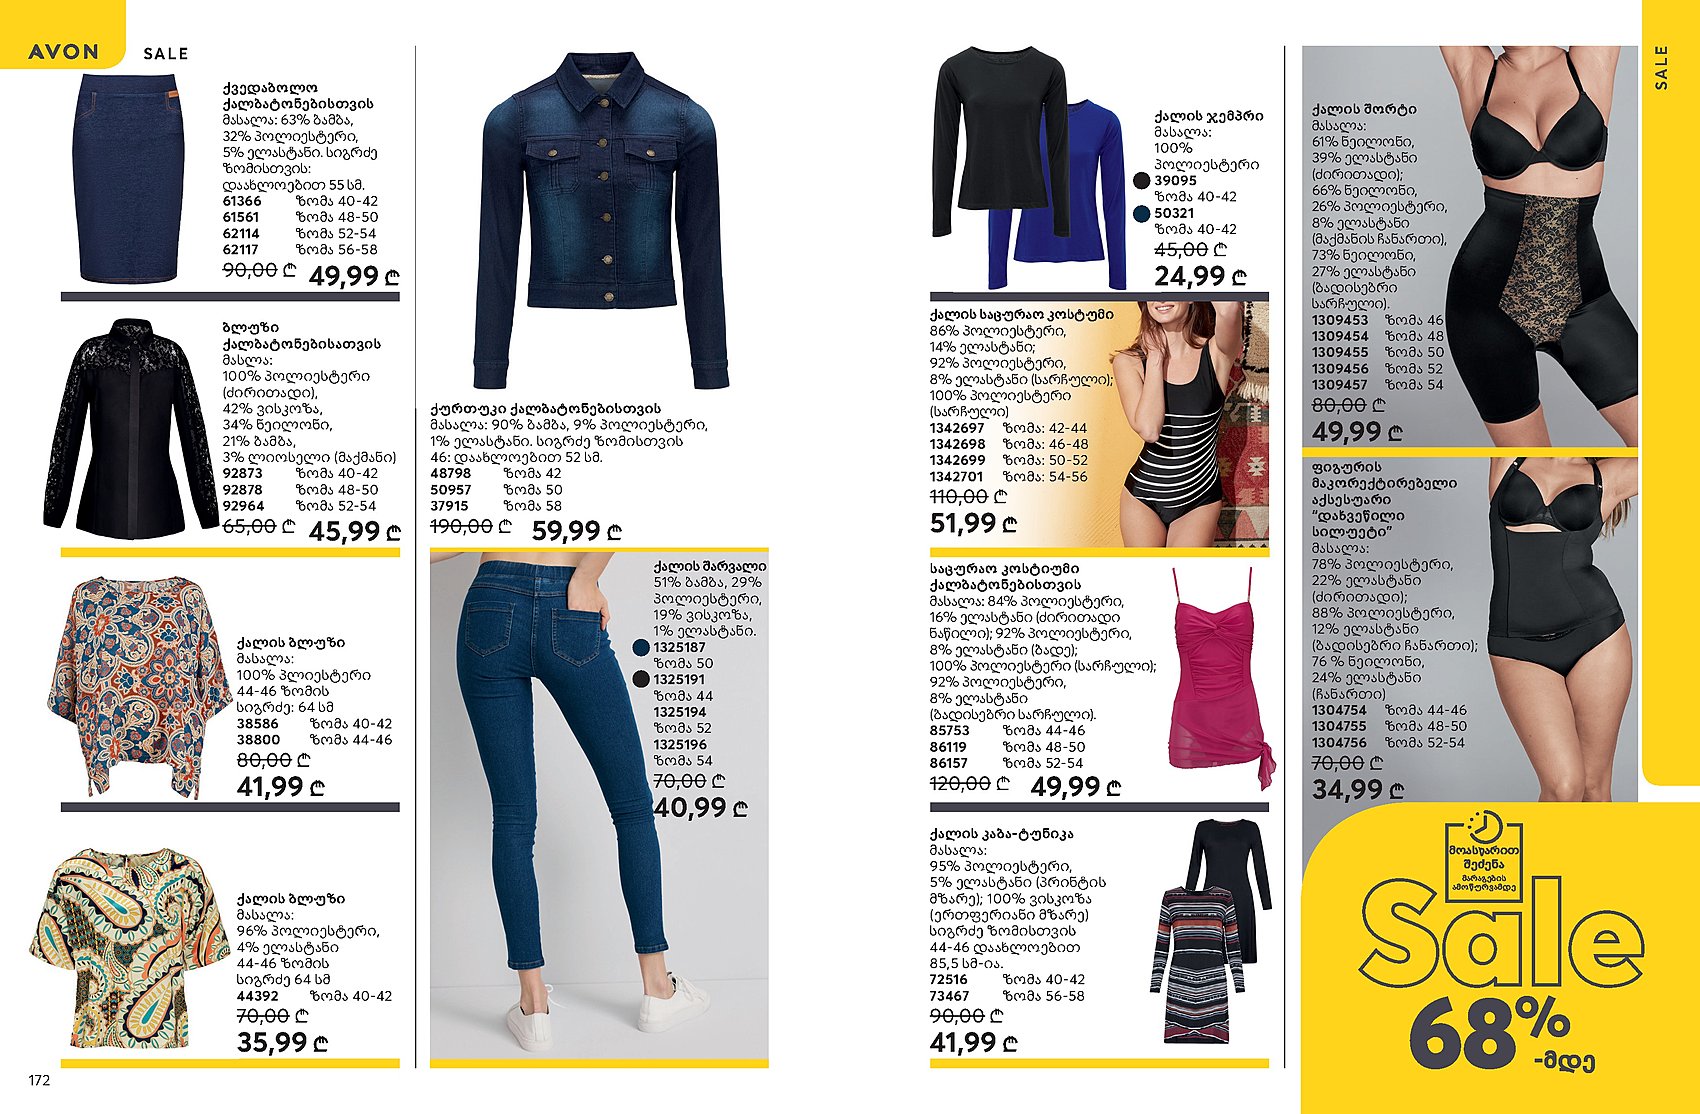 AVON
SALE
ქვედაბოლო
ქალბატონებისთვის
მასალა: 63% ბამბა,
32% პოლიესტერი,
5% ელასტანი. სიგრძე
ზომისთვის:
დაახლოებით 55 სმ.
61366 ზომა 40-42
61561 ზომა 48-50
62114 ზომა 52-54
62117 ზომა 56-58
90,00 ₾ 49,99 ₾
ბლუზი
ქალბატონებისათვის
მასლა:
100% პოლიესტერი
(ძირითადი),
42% ვისკოზა,
34% ნეილონი,
21% ბამბა,
3% ლიოსელი (მაქმანი)
92873 ზომა 40-42
92878 ზომა 48-50
92964 ზომა 52-54
65,00 ₾ 45,99 ₾
ქალის ბლუზი
მასალა:
100% პლიესტერი
44-46 ზომის
სიგრძე: 64 სმ
38586 ზომა 40-42
38800 ზომა 44-46
80,00 ₾
41,99 ₾
ქალის ბლუზი
მასალა:
96% პოლიესტერი,
4% ელასტანი
44-46 ზომის
სიგრძე 64 სმ
44392 ზომა 40-42
70,00 ₾
35,99 ₾
172
ქურთუკი ქალბატონებისთვის
მასალა: 90% ბამბა, 9% პოლიესტერი,
1% ელასტანი. სიგრძე ზომისთვის
46: დაახლოებით 52 სმ.
48798 ზომა 42
50957 ზომა 50
37915 ზომა 58
190,00 ₾ 59,99 ₾
ქალის შარვალი
51% ბამბა, 29%
პოლიესტერი,
19% ვისკოზა,
1% ელასტანი.
1325187
ზომა 50
1325191
ზომა 44
1325194
ზომა 52
1325196
ზომა 54
70,00 ₾
40,99 ₾
ქალის ჯემპრი
მასალა:
100%
პოლიესტერი
39095
ზომა 40-42
50321
ზომა 40-42
45,00 ₾
24,99 ₾
ქალის საცურაო კოსტუმი
86% პოლიესტერი,
14% ელასტანი;
92% პოლიესტერი,
8% ელასტანი (სარჩული);
100% პოლიესტერი
(სარჩული)
1342697 ზომა: 42-44
1342698 ზომა: 46-48
1342699 ზომა: 50-52
1342701 ზომა: 54-56
110,00 ₾
51,99 ₾
საცურაო კოსტიუმი
ქალბატონებისთვის
მასალა: 84% პოლიესტერი,
16% ელასტანი (ძირითადი
ნაწილი); 92% პოლიესტერი,
8% ელასტანი (ბადე);
100% პოლიესტერი (სარჩული);
92% პოლიესტერი,
8% ელასტანი
(ბადისებრი სარჩული).
85753 ზომა 44-46
86119 ზომა 48-50
86157 ზომა 52-54
120,00 ₾ 49,99 ₾
ქალის კაბა-ტუნიკა
მასალა:
95% პოლიესტერი,
5% ელასტანი (პრინტის
მზარე); 100% ვისკოზა
(ერთფერიანი მზარე)
სიგრძე ზომისთვის
44-46 დაახლოებით
85,5 სმ-ია.
72516 ზომა 40-42
73467 ზომა 56-58
90,00 ₾
41,99 ₾
ქალის შორტი
მასალა:
61% ნეილონი,
39% ელასტანი
(ძირითადი);
66% ნეილონი,
26% პოლიესტერი,
8% ელასტანი
(მაქმანის ჩანართი),
73% ნეილონი,
27% ელასტანი
(ბადისებრი
სარჩული).
1309453 ზომა 46
1309454 ზომა 48
1309455 ზომა 50
1309456 ზომა 52
1309457 ზომა 54
80,00 ₾
49,99 ₾
ფიგურის
მაკორექტირებელი
აქსესუარი
“დახვეწილი
სილუეტი”
მასალა:
78% პოლიესტერი,
22% ელასტანი
(ძირითადი);
88% პოლიესტერი,
12% ელასტანი
(ბადისებრი ჩანართი);
76 % ნეილონი,
24% ელასტანი
(ჩანართი)
1304754 ზომა 44-46
1304755 ზომა 48-50
1304756 ზომა 52-54
70,00 ₾
34,99 ₾
SALE
მოასწარით
შეძენა
მარაგების
ამოწურვამდე
Sale
68%
-მდე